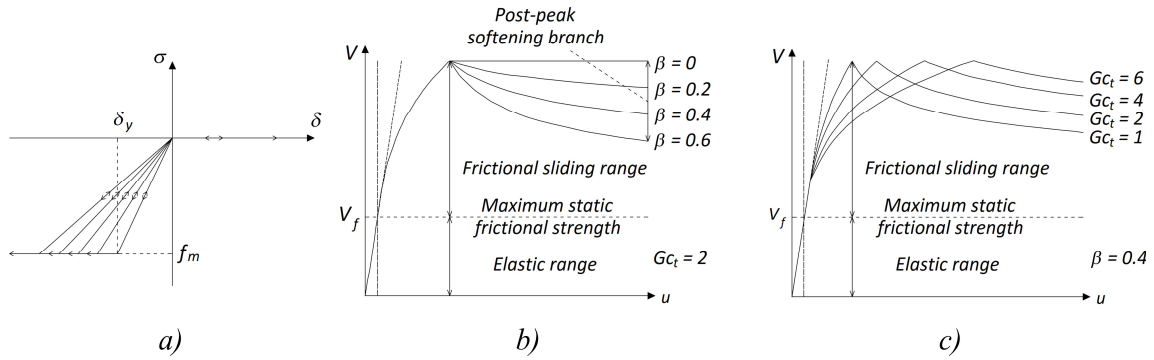 σ
δy
δ
fm
a)
Post-peak
softening branch
V
β = 0
β = 0.2
β = 0.4
β = 0.6
Frictional sliding range
Vf
Maximum static
frictional strength
Elastic range
Gct = 2
u
b)
V
Gct = 6
Gct = 4
Gct = 2
Gct = 1
Frictional sliding range
Vf
Maximum static
frictional strength
Elastic range
β = 0.4
u
c)